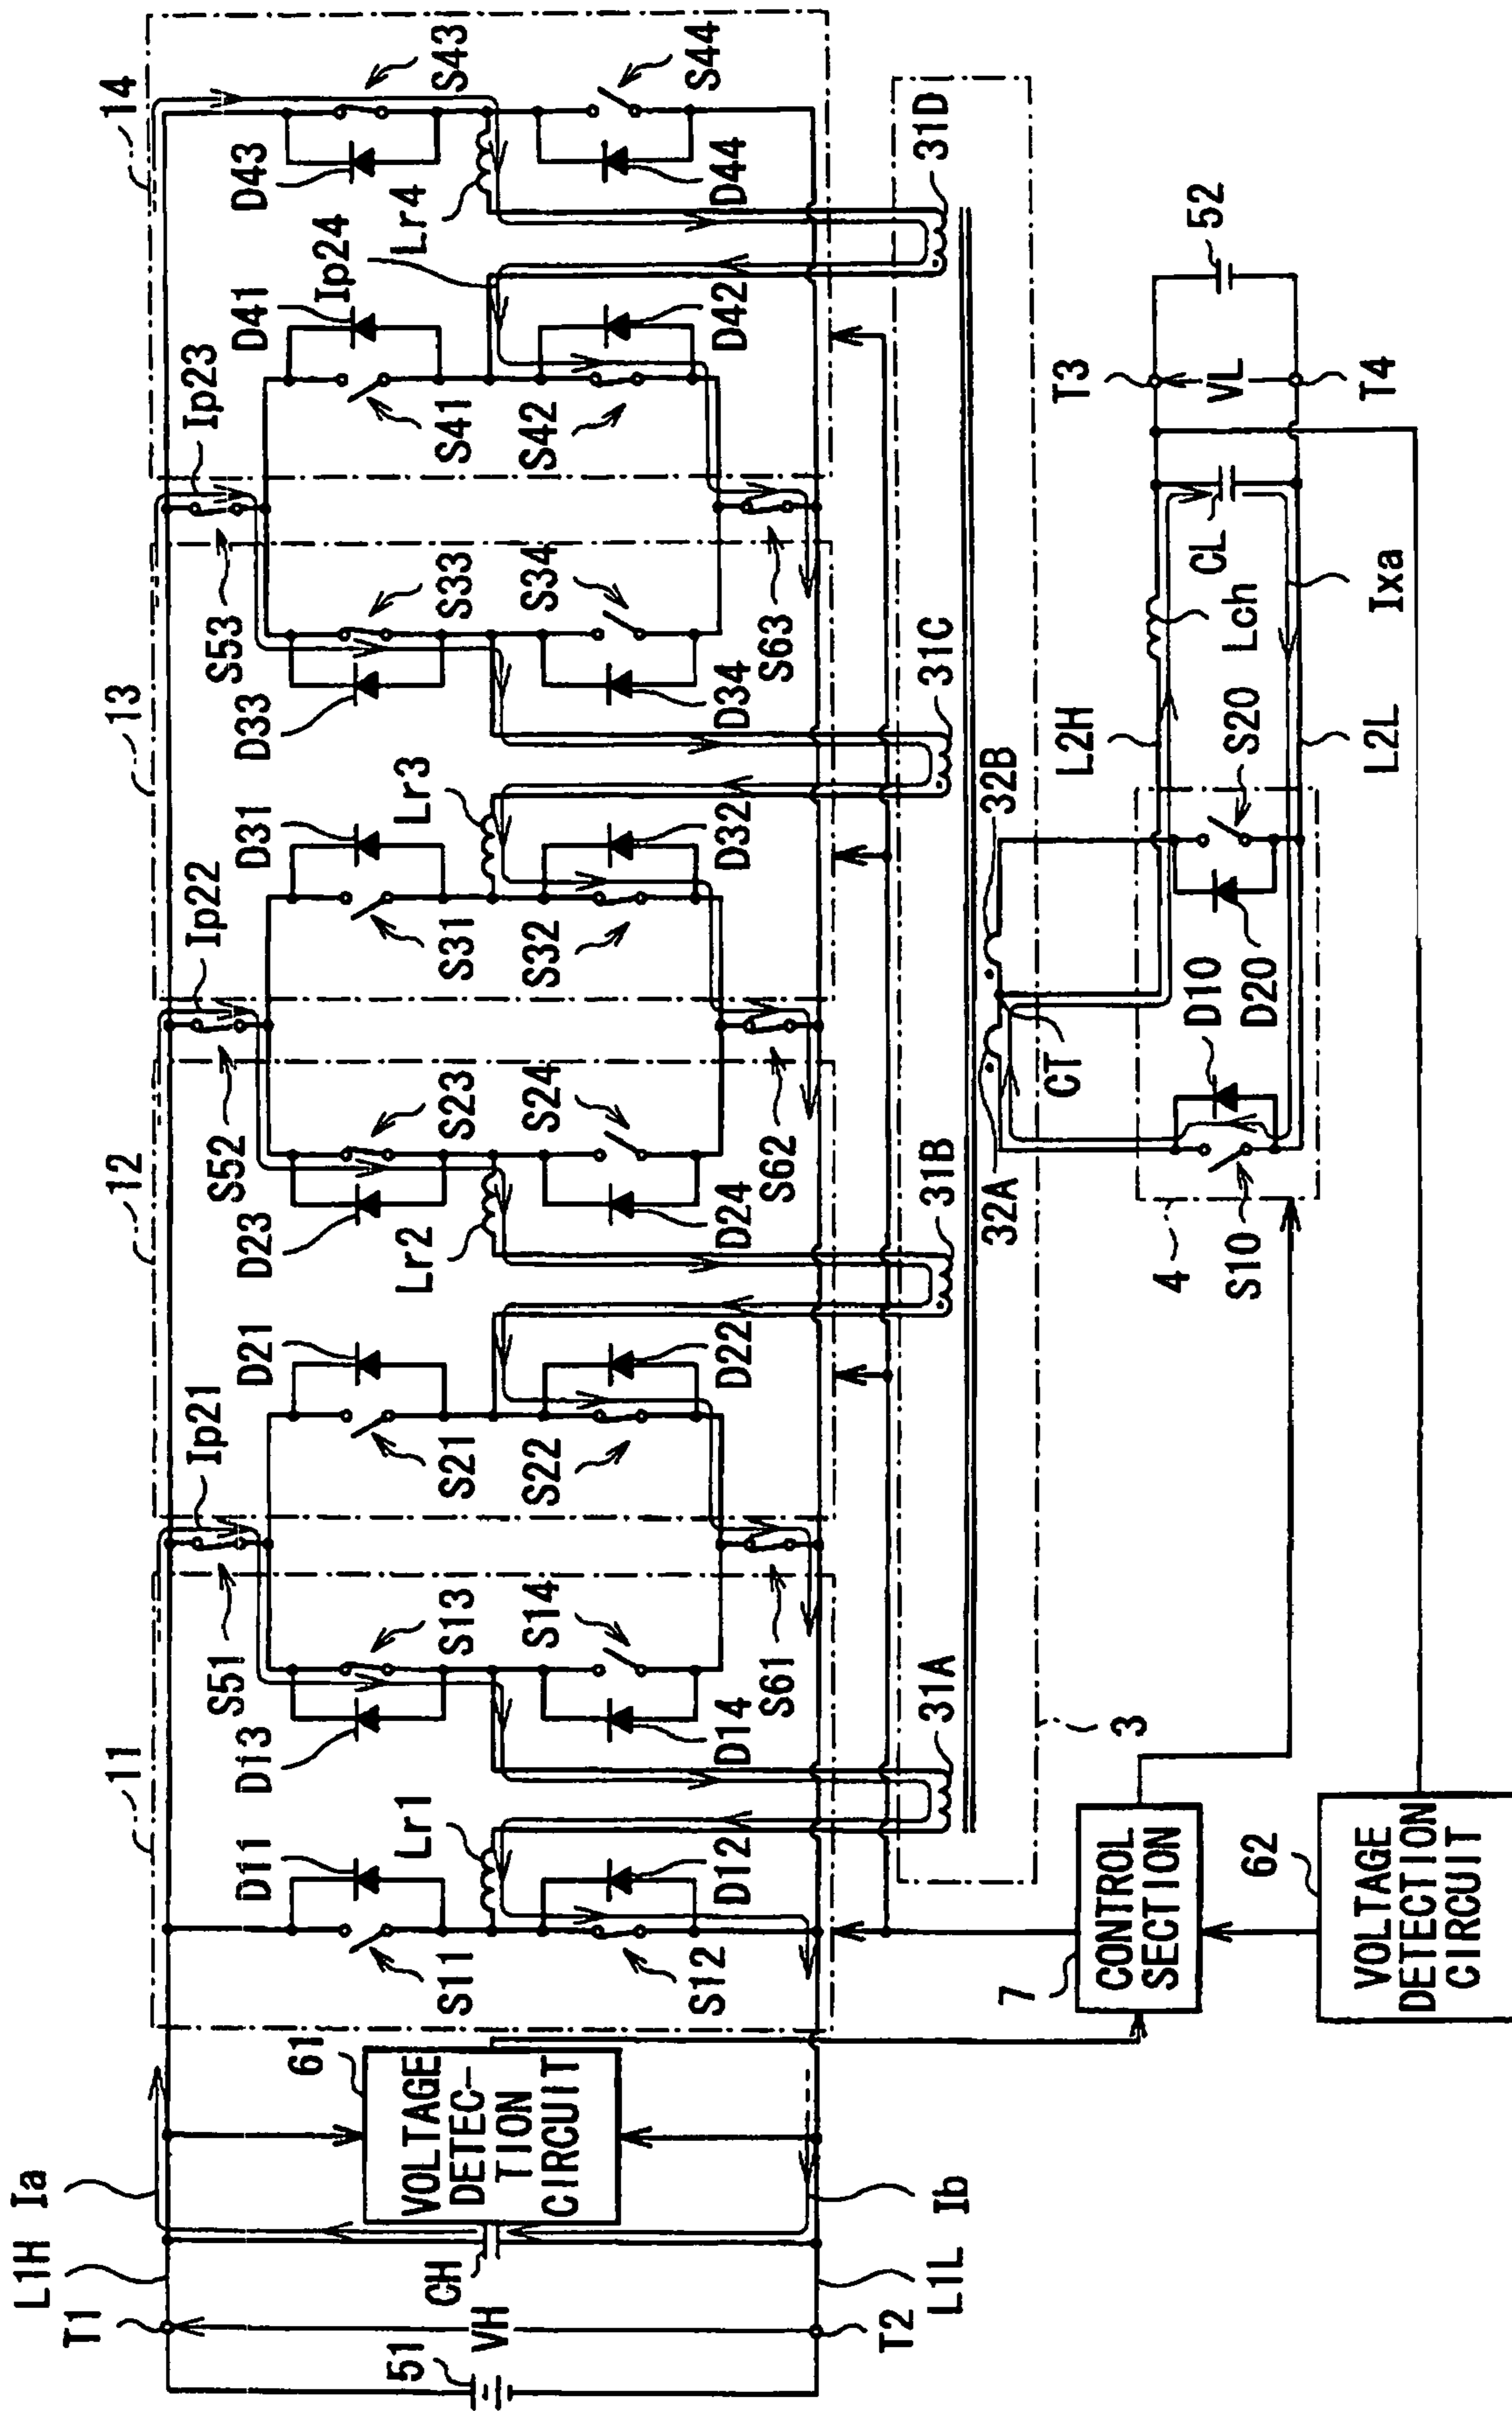 L1H
Ia
T1
51
VH
CH
T2
L1L
Ib
61
VOLTAGE
DETEC-
TION
CIRCUIT
11
D11
S11
Lr1
D12
S12
S51
Ip21
D13
S13
S14
D14
S61
31A
12
D21
S21
S22
D22
Lr2
S52
Ip22
D23
S23
S24
D24
S62
31B
13
D31
S31
Lr3
S32
D32
S53
Ip23
D33
S33
S34
D34
S63
31C
14
D41
S41
Ip24
S42
D42
Lr4
D43
S43
S44
D44
31D
3
32A
32B
CT
7
CONTROL
SECTION
62
VOLTAGE
DETECTION
CIRCUIT
4
S10
D10
D20
S20
L2H
L2L
Lch
CL
Ixa
T3
VL
T4
52